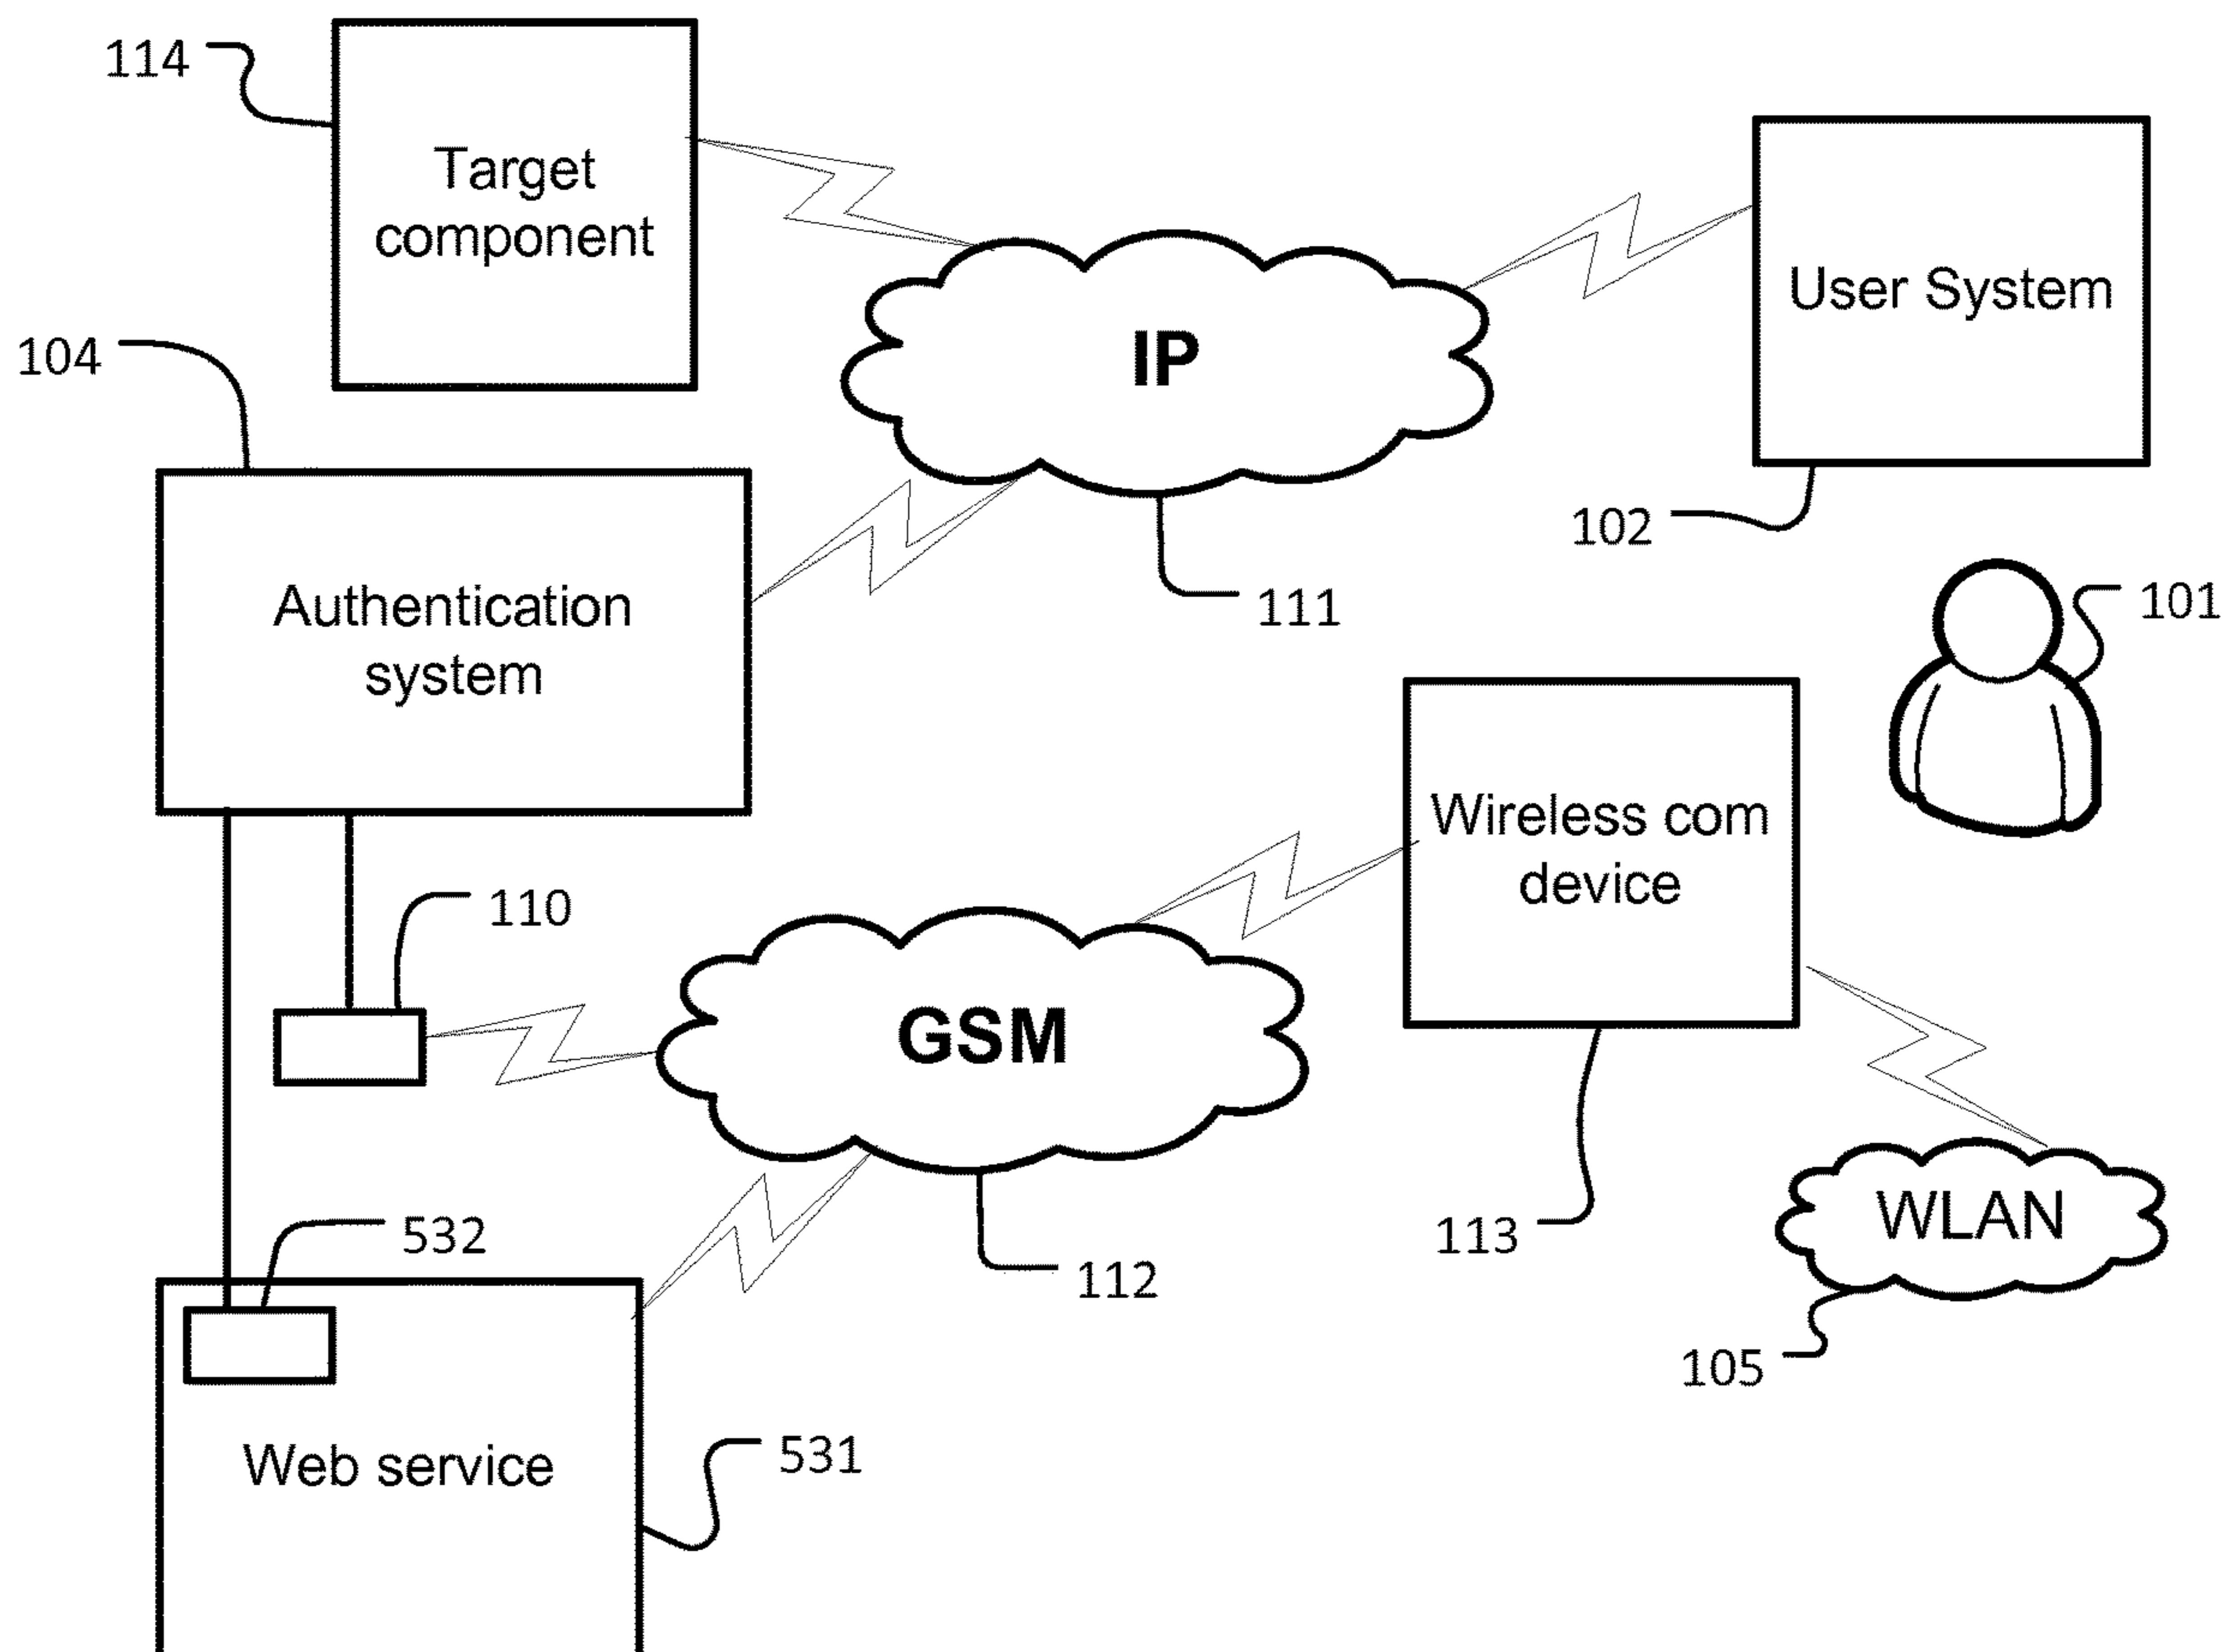 114
Target
component
User System
IP
104
102
Authentication
system
111
101
Wireless com
device
110
GSM
532
113
WLAN
112
105
Web service
531